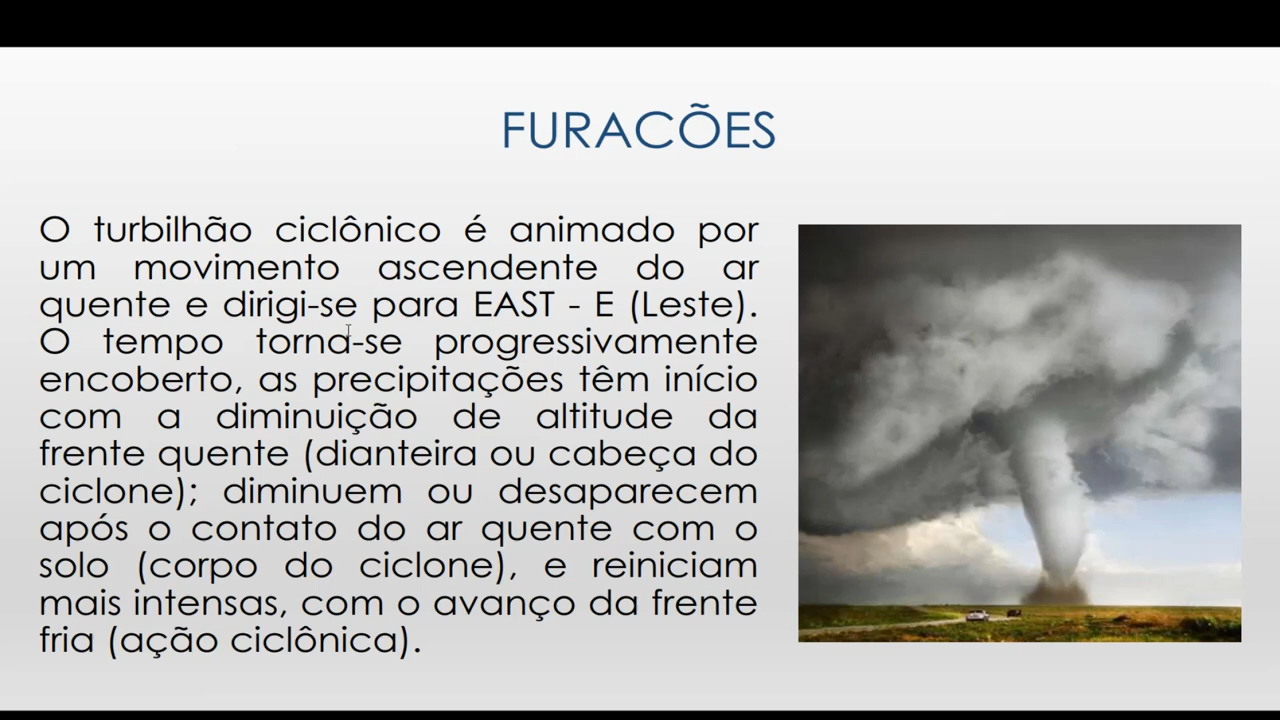 FURACÕES
O turbilhão ciclônico é animado por
um movimento ascendente do ar
quente e dirigi-se para EAST - E (Leste).
O tempo torna-se progressivamente
encoberto, as precipitações têm início
com a diminuição de altitude da
frente quente (dianteira ou cabeça do
ciclone); diminuem ou desaparecem
após o contato do ar quente com o
solo (corpo do ciclone), e reiniciam
mais intensas, com o avanço da frente
fria (ação ciclônica).